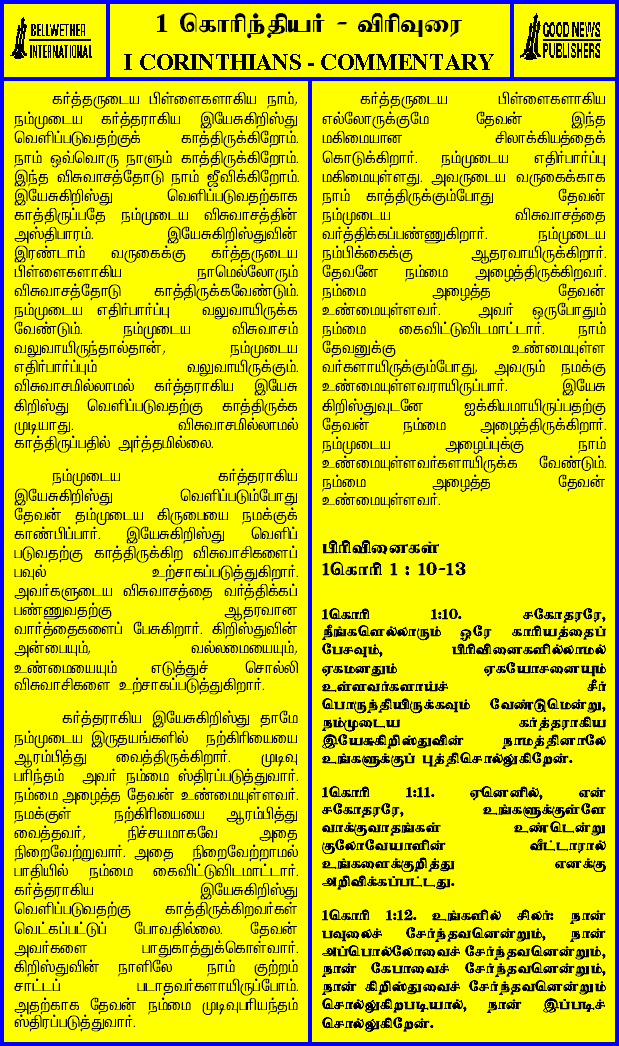 BELLWETHER
INTERNATIONAL
1 கொரிந்தியர் - விரிவுரை
I CORINTHIANS - COMMENTARY
GOOD NEWS
PUBLISHERS
கர்த்தருடைய பிள்ளைகளாகிய நாம்,
நம்முடைய கர்த்தராகிய இயேசுகிறிஸ்து
வெளிப்படுவதற்குக் காத்திருக்கிறோம்.
நாம் ஒவ்வொரு நாளும் காத்திருக்கிறோம்.
இந்த விசுவாசத்தோடு நாம் ஜீவிக்கிறோம்.
இயேசுகிறிஸ்து வெளிப்படுவதற்காக
காத்திருப்பதே நம்முடைய விசுவாசத்தின்
அஸ்திபாரம். இயேசுகிறிஸ்துவின்
இரண்டாம் வருகைக்கு கர்த்தருடைய
பிள்ளைகளாகிய நாமெல்லோரும்
விசுவாசத்தோடு காத்திருக்கவேண்டும்.
நம்முடைய எதிர்பார்ப்பு வலுவாயிருக்க
வேண்டும். நம்முடைய விசுவாசம்
வலுவாயிருந்தால்தான், நம்முடைய
எதிர்பார்ப்பும் வலுவாயிருக்கும்.
விசுவாசமில்லாமல் கர்த்தராகிய இயேசு
கிறிஸ்து வெளிப்படுவதற்கு காத்திருக்க
முடியாது. விசுவாசமில்லாமல்
காத்திருப்பதில் அர்த்தமில்லை.
நம்முடைய கர்த்தராகிய
இயேசுகிறிஸ்து வெளிப்படும்போது
தேவன் தம்முடைய கிருபையை நமக்குக்
காண்பிப்பார். இயேசுகிறிஸ்து வெளிப்
படுவதற்கு காத்திருக்கிற விசுவாசிகளைப்
பவுல் உற்சாகப்படுத்துகிறார்.
அவர்களுடைய விசுவாசத்தை வர்த்திக்கப்
பண்ணுவதற்கு ஆதரவான
வார்த்தைகளைப் பேசுகிறார். கிறிஸ்துவின்
அன்பையும், வல்லமையையும்,
உண்மையையும் எடுத்துச் சொல்லி
விசுவாசிகளை உற்சாகப்படுத்துகிறார்.
கர்த்தராகிய இயேசுகிறிஸ்து தாமே
நம்முடைய இருதயங்களில் நற்கிரியையை
ஆரம்பித்து வைத்திருக்கிறார். முடிவு
பரிந்தம் அவர் நம்மை ஸ்திரப்படுத்துவார்.
நம்மை அழைத்த தேவன் உண்மையுள்ளவர்.
நமக்குள் நற்கிரியையை ஆரம்பித்து
வைத்தவர், நிச்சயமாகவே அதை
நிறைவேற்றுவார். அதை நிறைவேற்றாமல்
பாதியில் நம்மை கைவிட்டுவிடமாட்டார்.
கர்த்தராகிய இயேசுகிறிஸ்து
வெளிப்படுவதற்கு காத்திருக்கிறவர்கள்
வெட்கப்பட்டுப் போவதில்லை. தேவன்
அவர்களை பாதுகாத்துக்கொள்வார்.
கிறிஸ்துவின் நாளிலே நாம் குற்றம்
சாட்டப் படாதவர்களாயிருப்போம்.
அதற்காக தேவன் நம்மை முடிவுபரியந்தம்
ஸ்திரப்படுத்துவார்.
கர்த்தருடைய பிள்ளைகளாகிய
எல்லோருக்குமே தேவன் இந்த
மகிமையான சிலாக்கியத்தைக்
கொடுக்கிறார். நம்முடைய எதிர்பார்ப்பு
மகிமையுள்ளது. அவருடைய வருகைக்காக
நாம் காத்திருக்கும்போது தேவன்
நம்முடைய விசுவாசத்தை
வர்த்திக்கப்பண்ணுகிறார். நம்முடைய
நம்பிக்கைக்கு ஆதரவாயிருக்கிறார்.
தேவனே நம்மை அழைத்திருக்கிறவர்.
நம்மை அழைத்த தேவன்
உண்மையுள்ளவர். அவர் ஒருபோதும்
நம்மை கைவிட்டுவிடமாட்டார். நாம்
தேவனுக்கு உண்மையுள்ள
வர்களாயிருக்கும்போது, அவரும் நமக்கு
உண்மையுள்ளவராயிருப்பார். இயேசு
கிறிஸ்துவுடனே ஐக்கியமாயிருப்பதற்கு
தேவன் நம்மை அழைத்திருக்கிறார்.
நம்முடைய அழைப்புக்கு நாம்
உண்மையுள்ளவர்களாயிருக்க வேண்டும்.
நம்மை அழைத்த தேவன்
உண்மையுள்ளவர்.
பிரிவினைகள்
1கொரி 1 : 10-13
1கொரி 1:10. சகோதரரே,
நீங்களெல்லாரும் ஒரே காரியத்தைப்
பேசவும், பிரிவினைகளில்லாமல்
ஏகமனதும் ஏகயோசனையும்
உள்ளவர்களாய்ச் சீர்
பொருந்தியிருக்கவும் வேண்டுமென்று,
நம்முடைய கர்த்தராகிய
இயேசுகிறிஸ்துவின் நாமத்தினாலே
உங்களுக்குப் புத்திசொல்லுகிறேன்.
1கொரி 1:11. ஏனெனில், என்
சகோதரரே, உங்களுக்குள்ளே
வாக்குவாதங்கள் உண்டென்று
குலோவேயாளின் வீட்டாரால்
உங்களைக்குறித்து எனக்கு
அறிவிக்கப்பட்டது.
1கொரி 1:12. உங்களில் சிலர்: நான்
பவுலைச் சேர்ந்தவனென்றும், நான்
அப்பொல்லோவைச் சேர்ந்தவனென்றும்,
நான் கேபாவைச் சேர்ந்தவனென்றும்,
நான் கிறிஸ்துவைச் சேர்ந்தவனென்றும்
சொல்லுகிறபடியால், நான் இப்படிச்
சொல்லுகிறேன்.